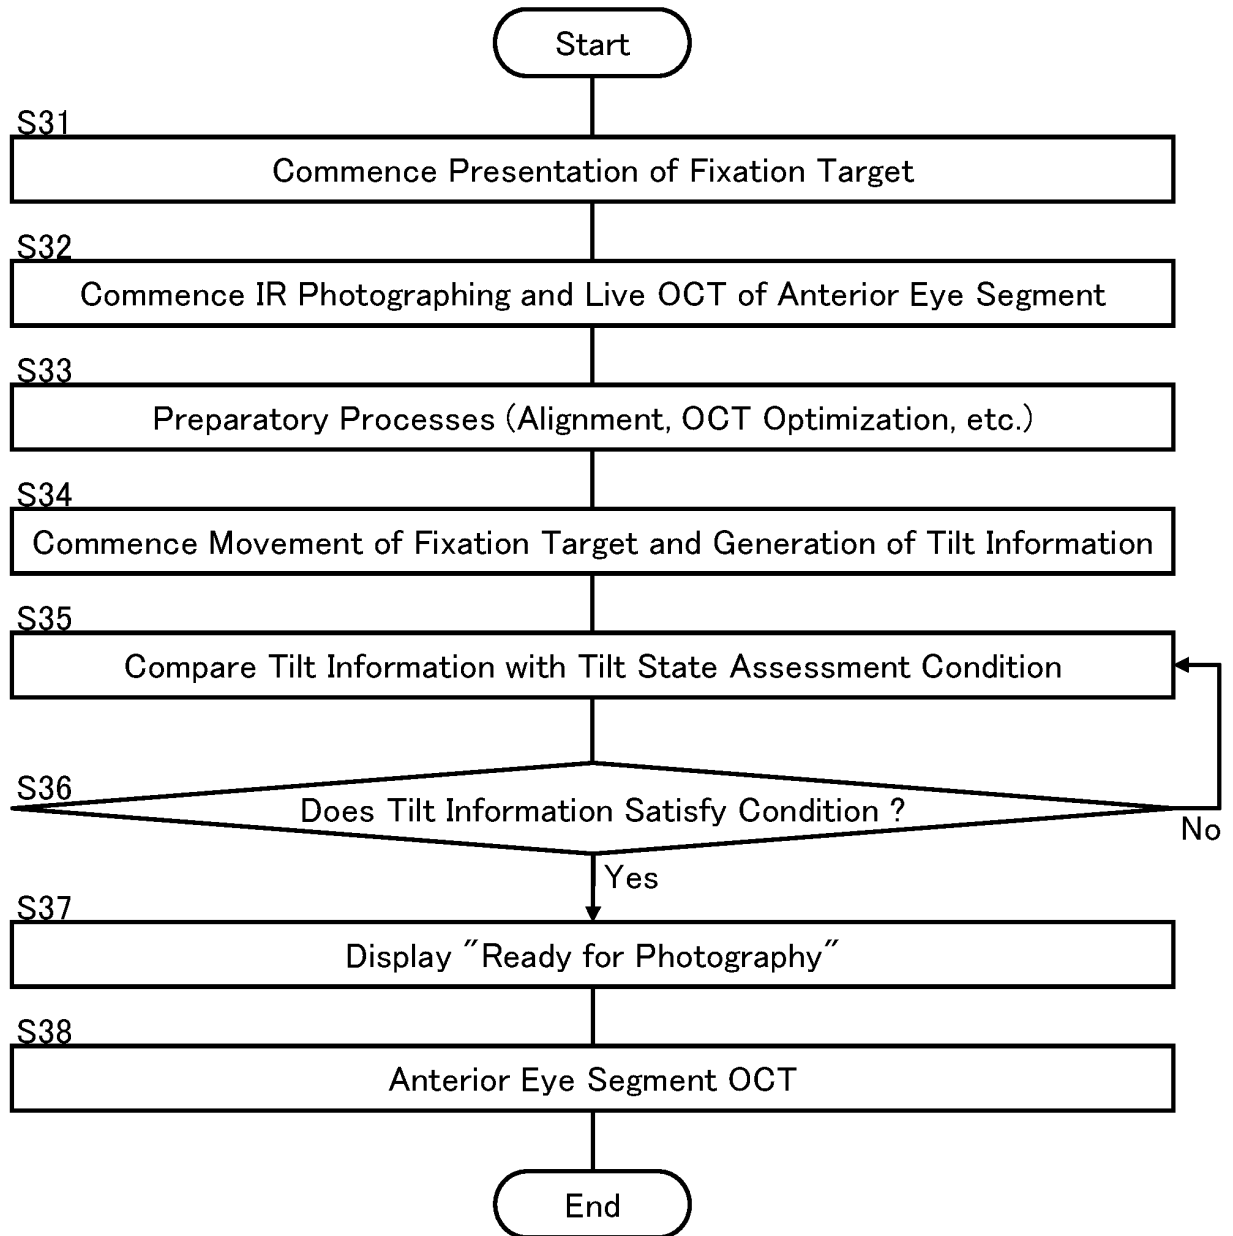 Start
S31
Commence Presentation of Fixation Target
S32
Commence IR Photographing and Live OCT of Anterior Eye Segment
S33
Preparatory Processes (Alignment, OCT Optimization, etc.)
S34
Commence Movement of Fixation Target and Generation of Tilt Information
S35
Compare Tilt Information with Tilt State Assessment Condition
S36
Does Tilt Information Satisfy Condition ?
No
Yes
S37
Display "Ready for Photography"
S38
Anterior Eye Segment OCT
End